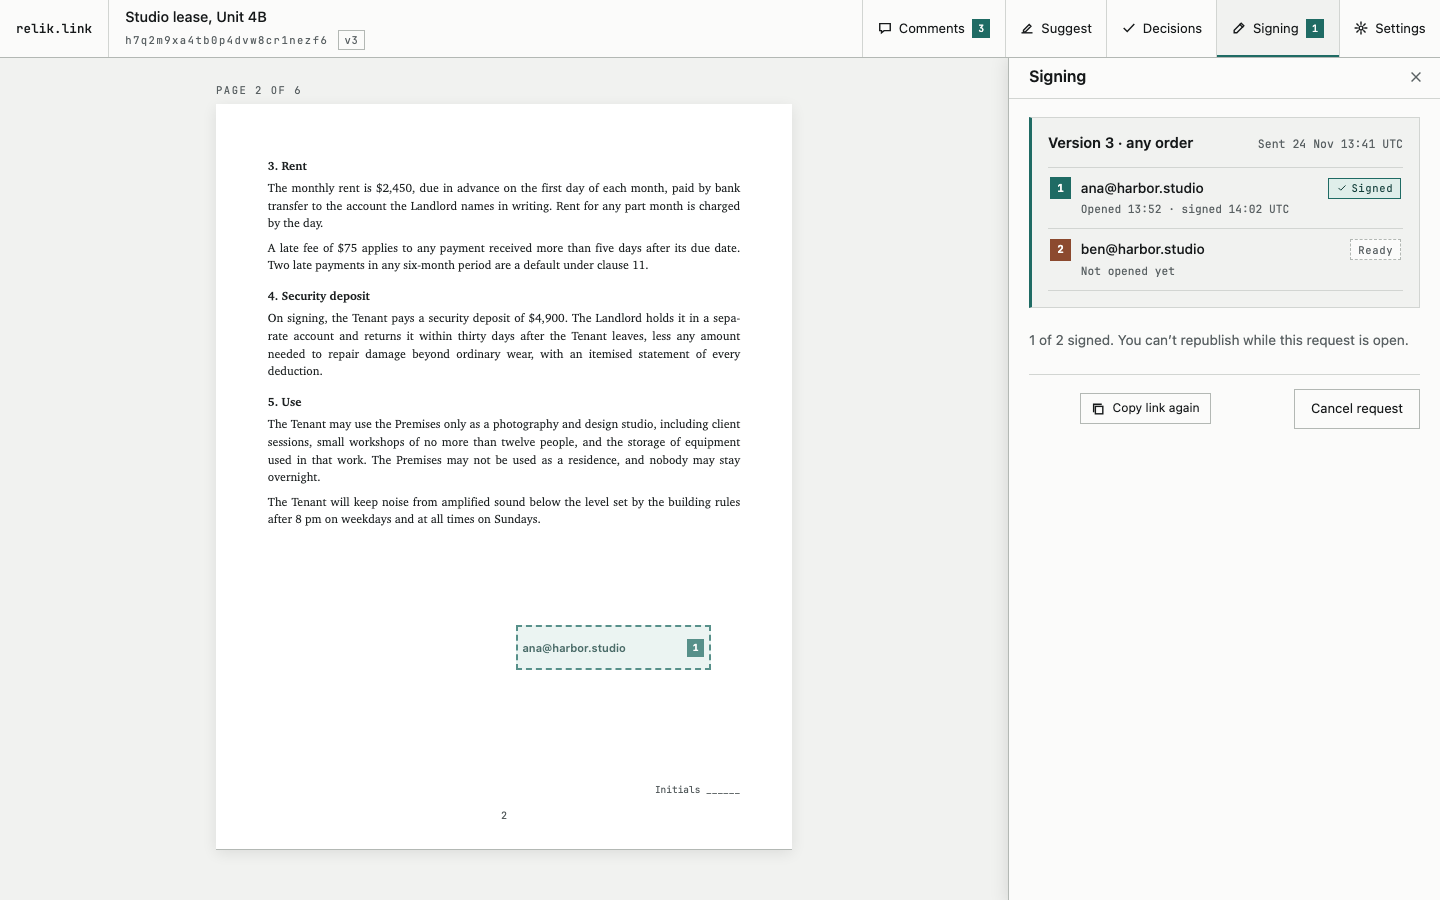 relik.link
Studio lease, Unit 4B
h7q2m9xa4tb0p4dvw8cr1nezf6 v3
Comments 3
Suggest
Decisions
Signing 1
Settings
PAGE 2 OF 6
3. Rent
The monthly rent is $2,450, due in advance on the first day of each month, paid by bank
transfer to the account the Landlord names in writing. Rent for any part month is charged
by the day.
A late fee of $75 applies to any payment received more than five days after its due date.
Two late payments in any six-month period are a default under clause 11.
4. Security deposit
On signing, the Tenant pays a security deposit of $4,900. The Landlord holds it in a sepa-
rate account and returns it within thirty days after the Tenant leaves, less any amount
needed to repair damage beyond ordinary wear, with an itemised statement of every
deduction.
5. Use
The Tenant may use the Premises only as a photography and design studio, including client
sessions, small workshops of no more than twelve people, and the storage of equipment
used in that work. The Premises may not be used as a residence, and nobody may stay
overnight.
The Tenant will keep noise from amplified sound below the level set by the building rules
after 8 pm on weekdays and at all times on Sundays.
ana@harbor.studio 1
Initials ______
2
Signing
Version 3 · any order
Sent 24 Nov 13:41 UTC
1 ana@harbor.studio
Signed
Opened 13:52 · signed 14:02 UTC
2 ben@harbor.studio
Ready
Not opened yet
1 of 2 signed. You can’t republish while this request is open.
Copy link again
Cancel request